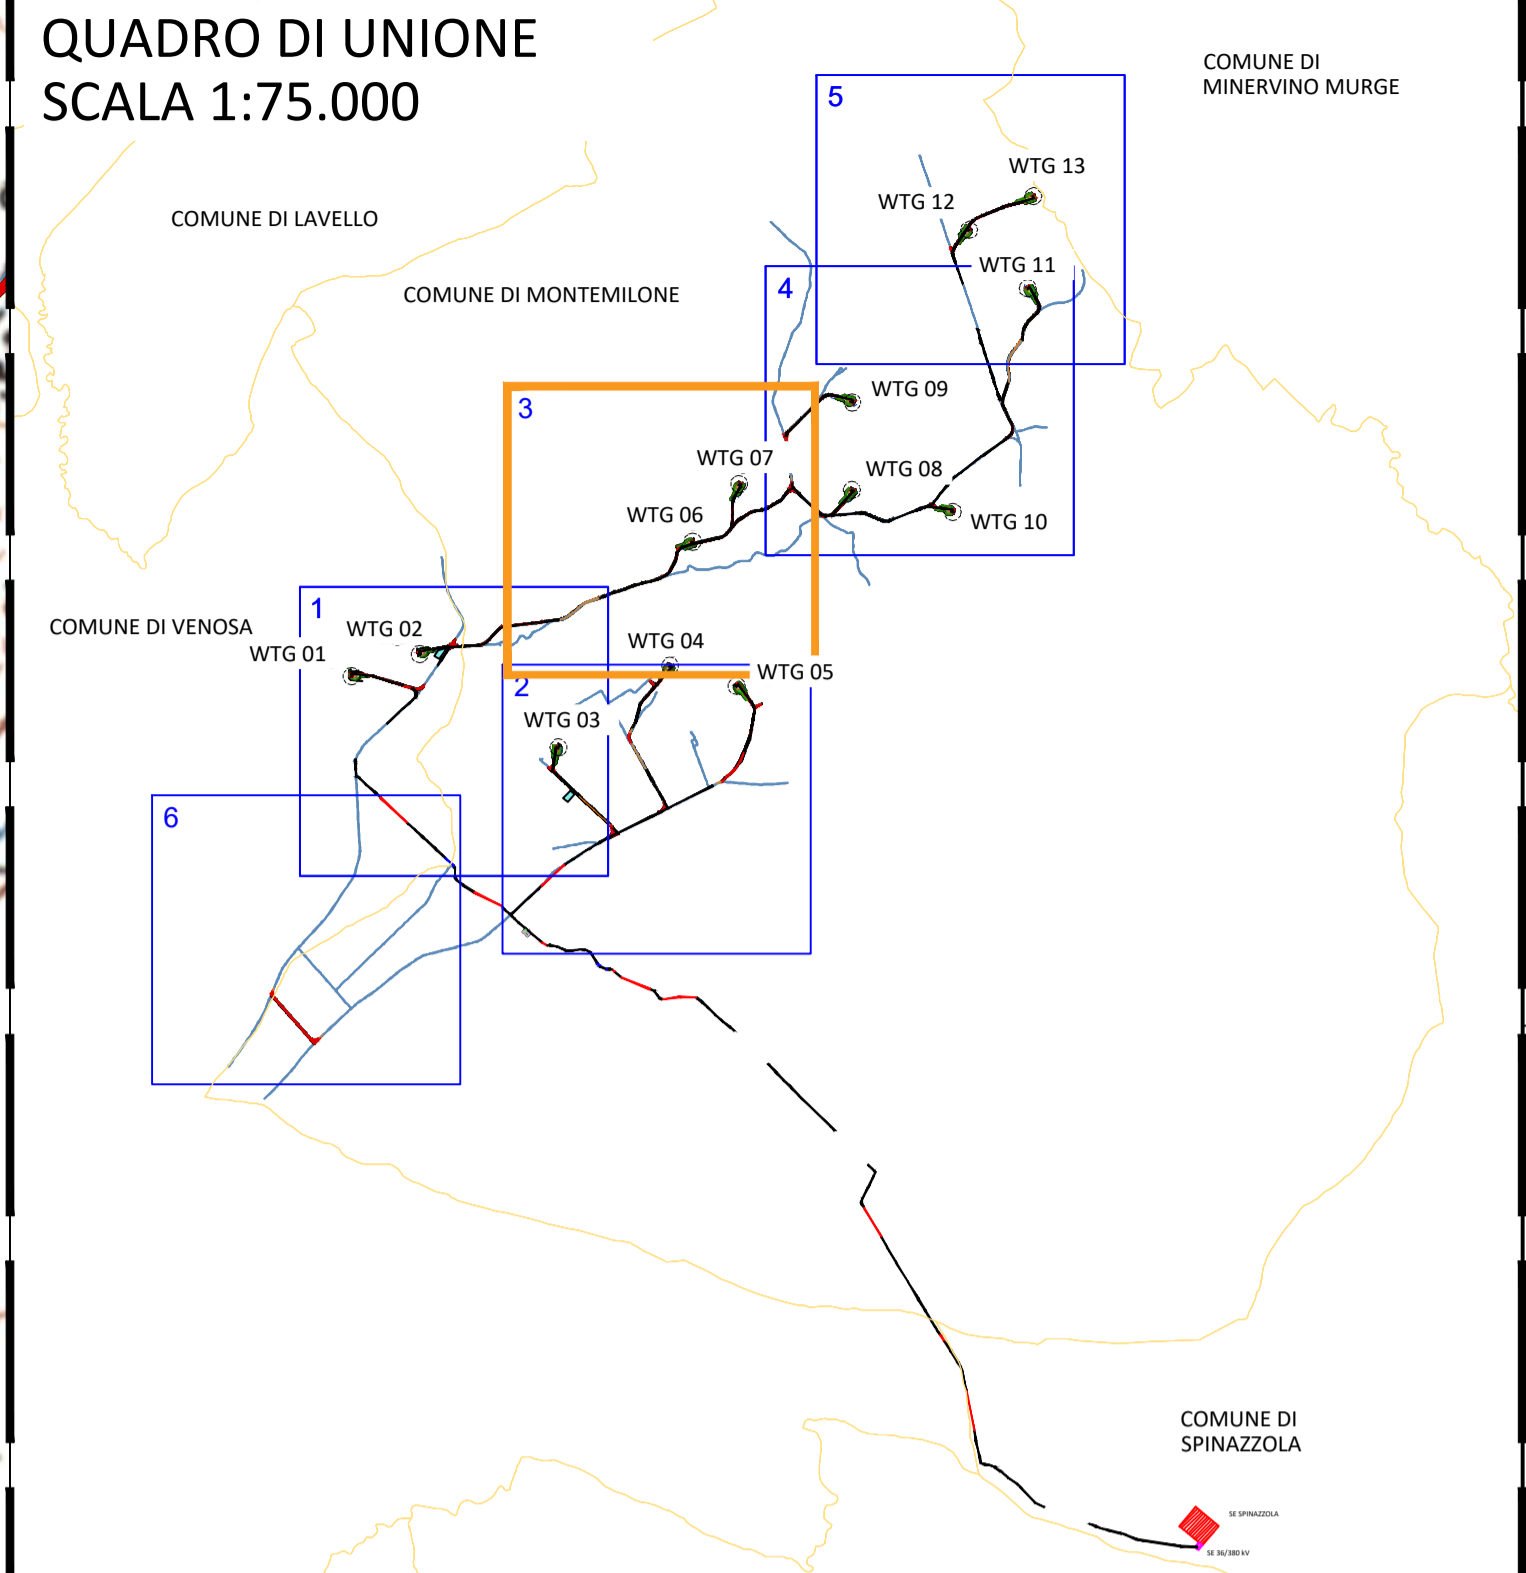 QUADRO DI UNIONE
SCALA 1:75.000
COMUNE DI
MINERVINO MURGE
5
WTG 13
WTG 12
COMUNE DI LAVELLO
WTG 11
4
COMUNE DI MONTEMILONE
WTG 09
3
WTG 07
WTG 08
WTG 06
WTG 10
1
COMUNE DI VENOSA
WTG 02
WTG 04
WTG 01
WTG 05
2
WTG 03
6
COMUNE DI
SPINAZZOLA
SE SPINAZZOLA
SE 36/380 kV